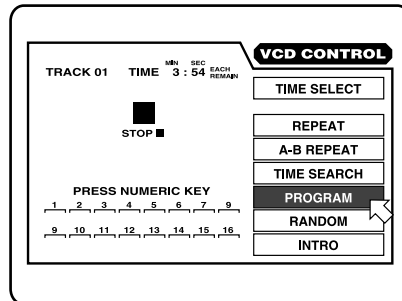 VCD CONTROL
TRACK 01 TIME MIN 3 : SEC 54 EACH REMAIN
TIME SELECT
STOP
REPEAT
A-B REPEAT
TIME SEARCH
PRESS NUMERIC KEY
PROGRAM
1 2 3 4 5 6 7 9
RANDOM
9 10 11 12 13 14 15 16
INTRO